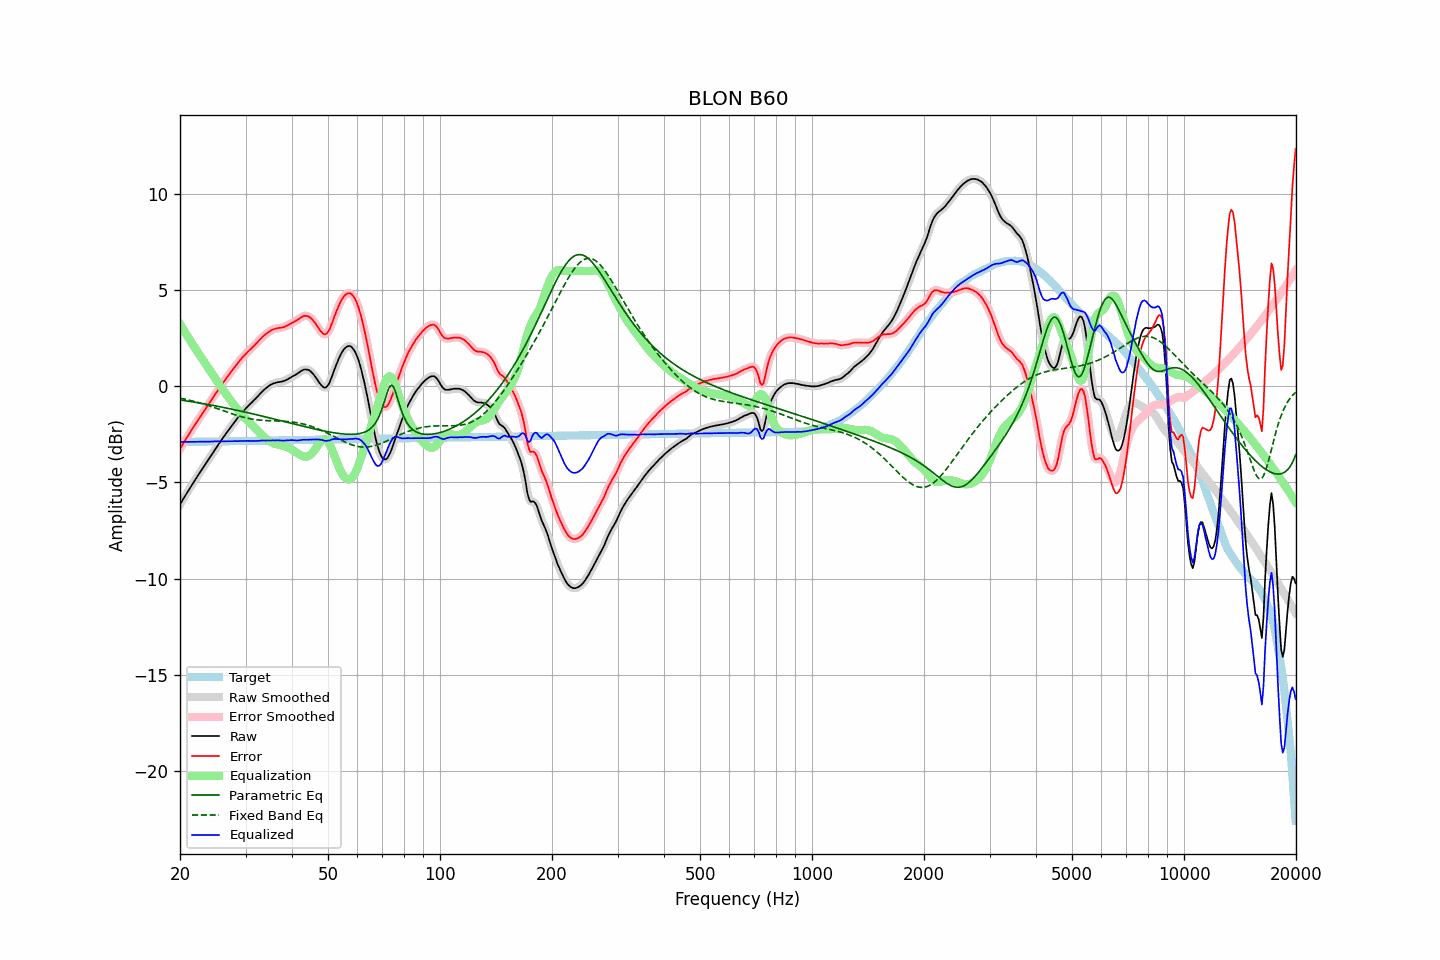 BLON B60
Amplitude (dBr)
10
5
0
−5
−10
−15
−20
Target
Raw Smoothed
Error Smoothed
Raw
Error
Equalization
Parametric Eq
Fixed Band Eq
Equalized
20 50 100 200 500 1000 2000 5000 10000 20000
Frequency (Hz)